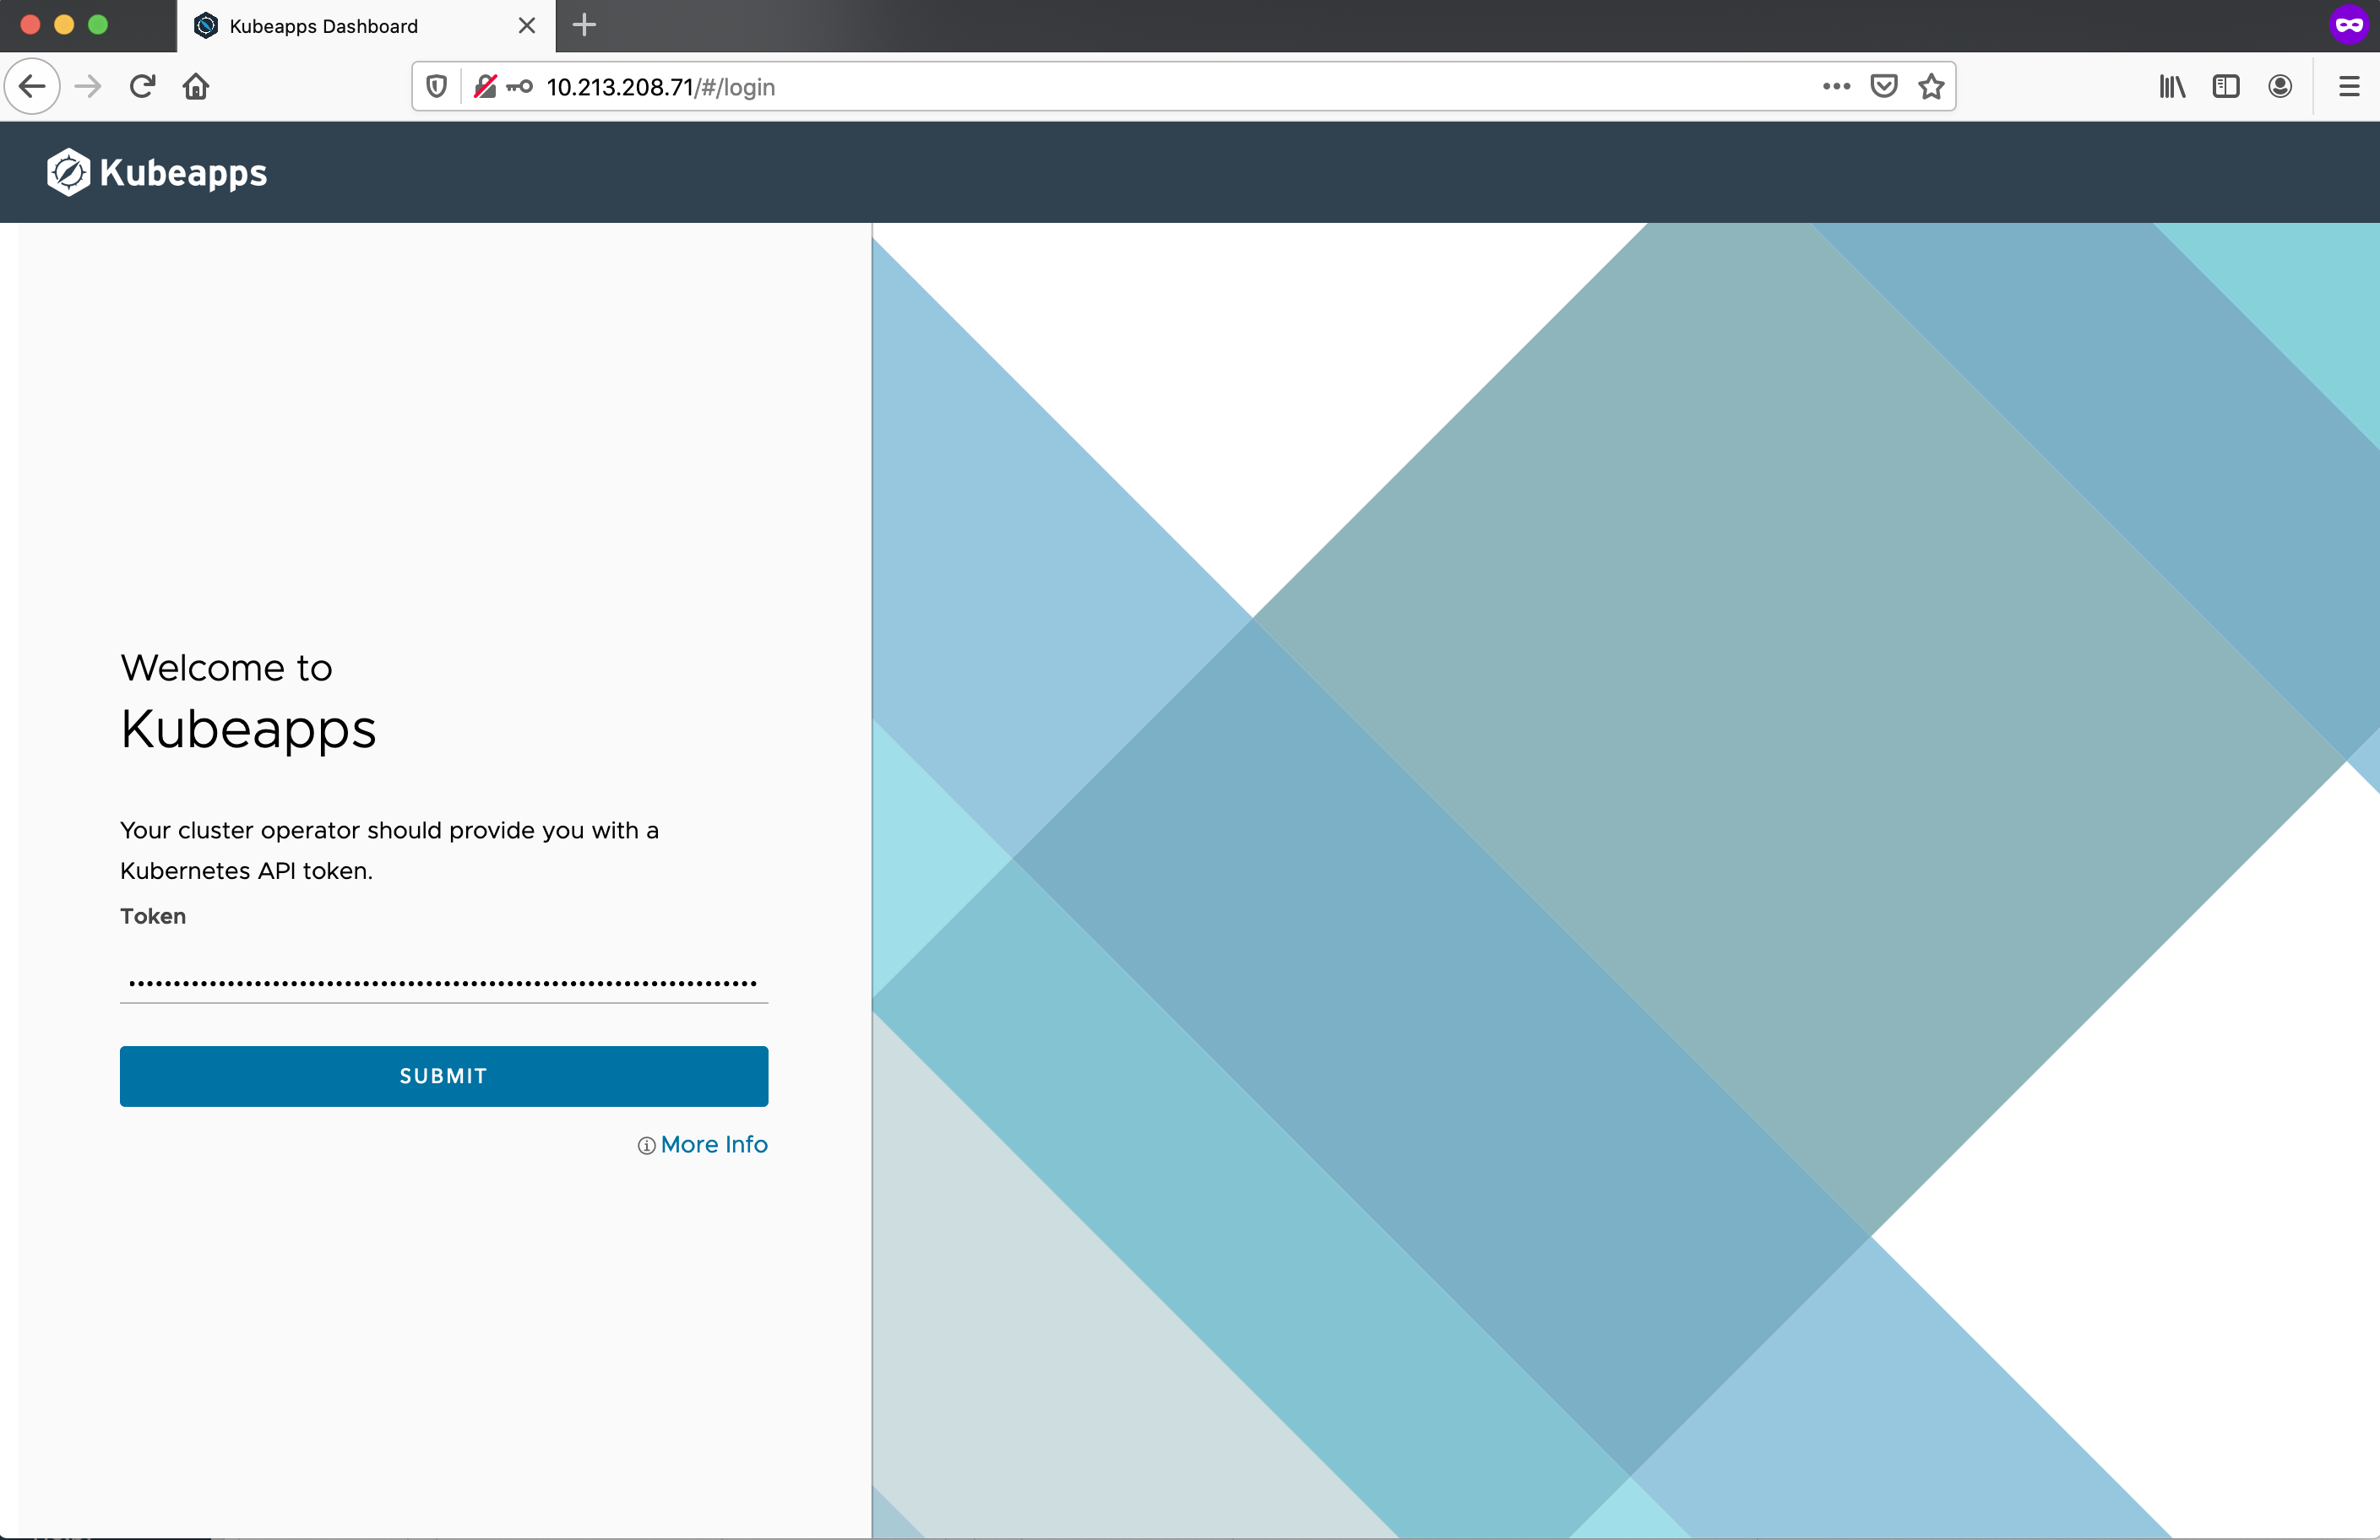 Kubeapps Dashboard
10.213.208.71/#/login
Kubeapps
Welcome to
Kubeapps
Your cluster operator should provide you with a
Kubernetes API token.
Token
SUBMIT
More Info